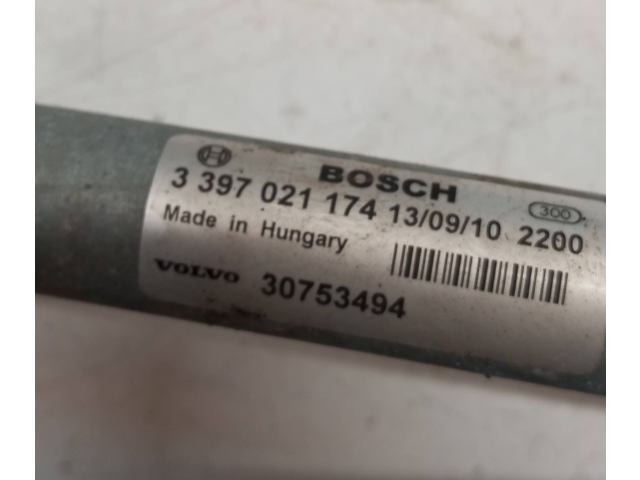 BOSCH
300
3 397 021 174 13/09/10 2200
Made in Hungary
VOLVO 30753494